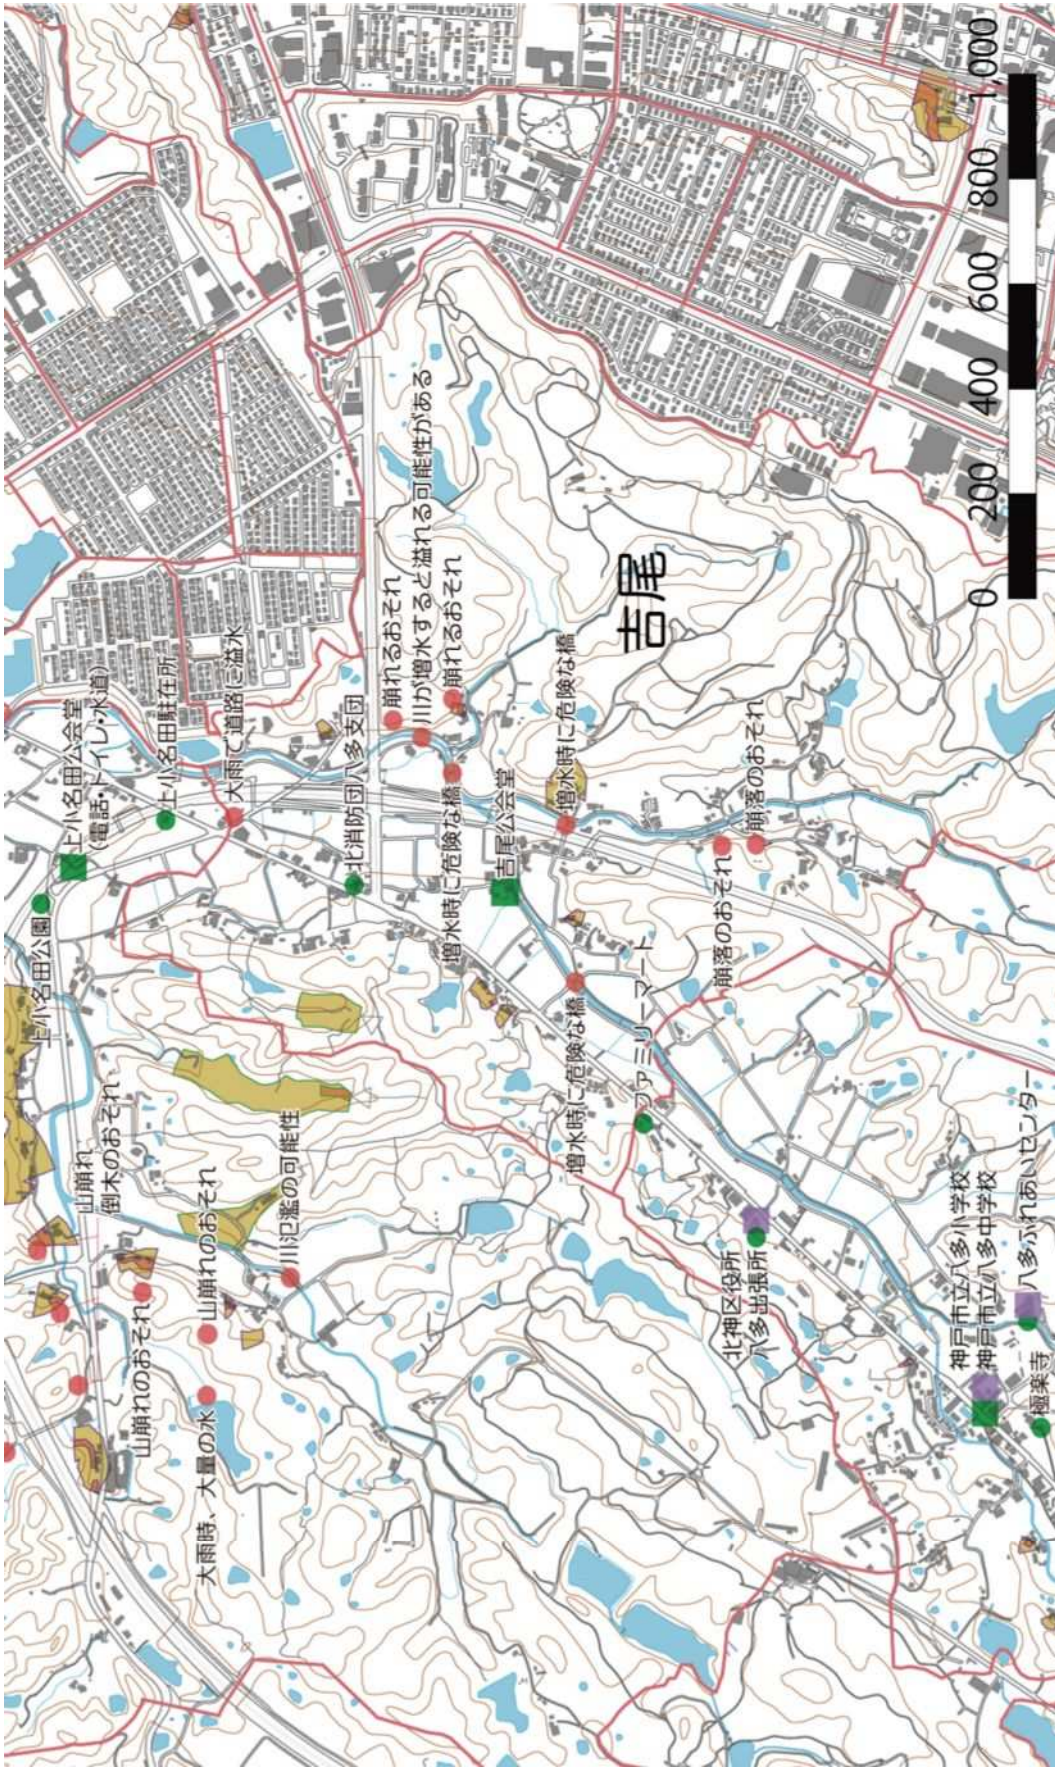 上小名田公園
上小名田公会堂
(電話・トイレ・水道)
上小名田駐在所
大雨で道路に溢水
山崩れ
倒木のおそれ
山崩れのおそれ
山崩れのおそれ
大雨時、大量の水
川氾濫の可能性
北消防団八多支団
崩れるおそれ
川が増水すると溢れる可能性がある
崩れるおそれ
増水時に危険な橋
吉尾公会堂
増水時に危険な橋
増水時に危険な橋
吉尾
ファミリーマート
崩落のおそれ
崩落のおそれ
北神区役所
八多出張所
神戸市立八多小学校
神戸市立八多中学校
八多ふれあいセンター
極楽寺
0 200 400 600 800 1,000